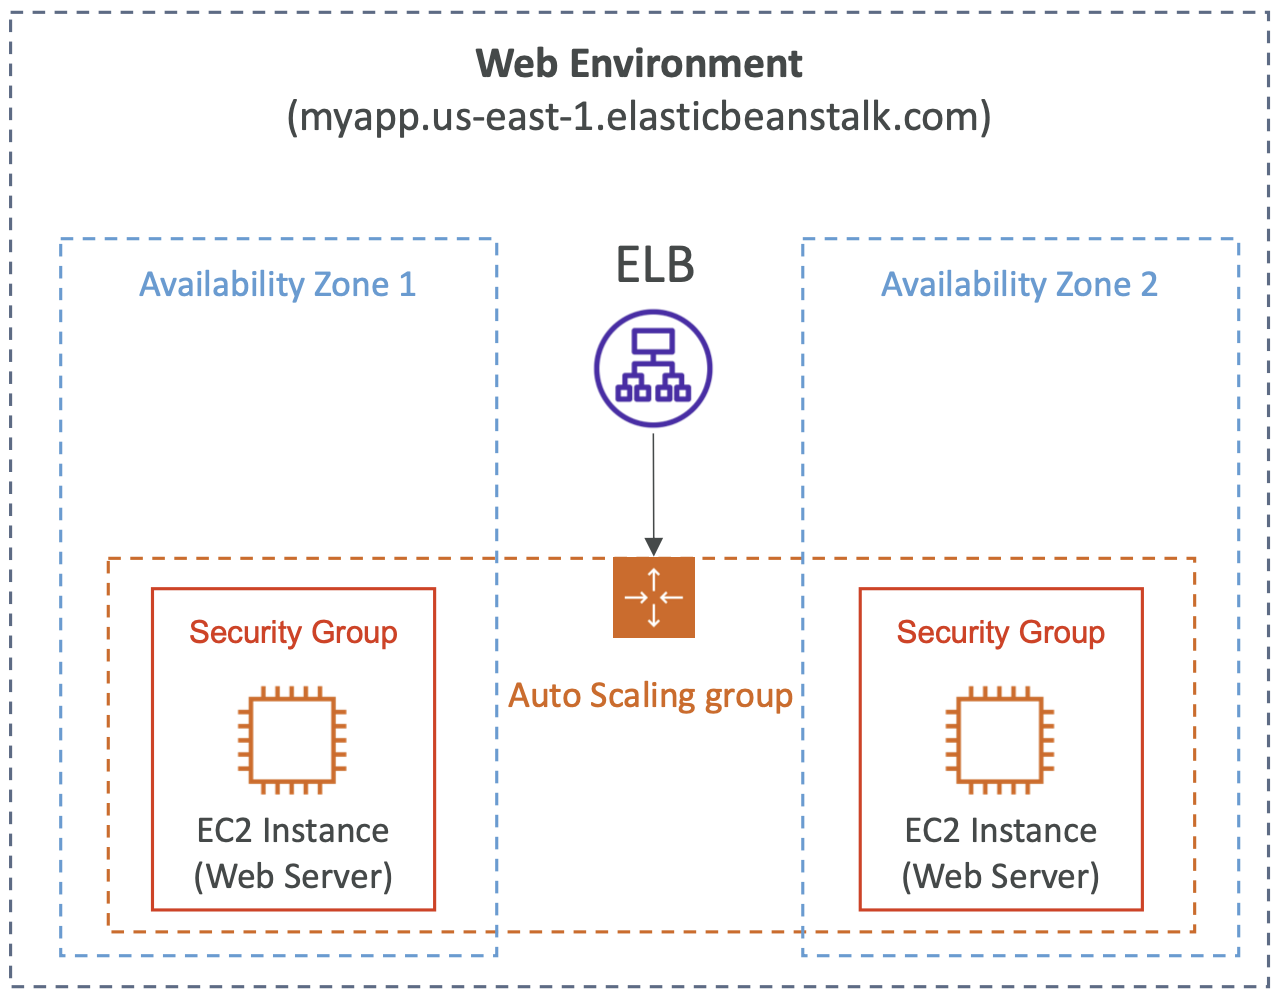 Web Environment
(myapp.us-east-1.elasticbeanstalk.com)
ELB
Availability Zone 1
Availability Zone 2
Security Group
Security Group
Auto Scaling group
EC2 Instance
(Web Server)
EC2 Instance
(Web Server)